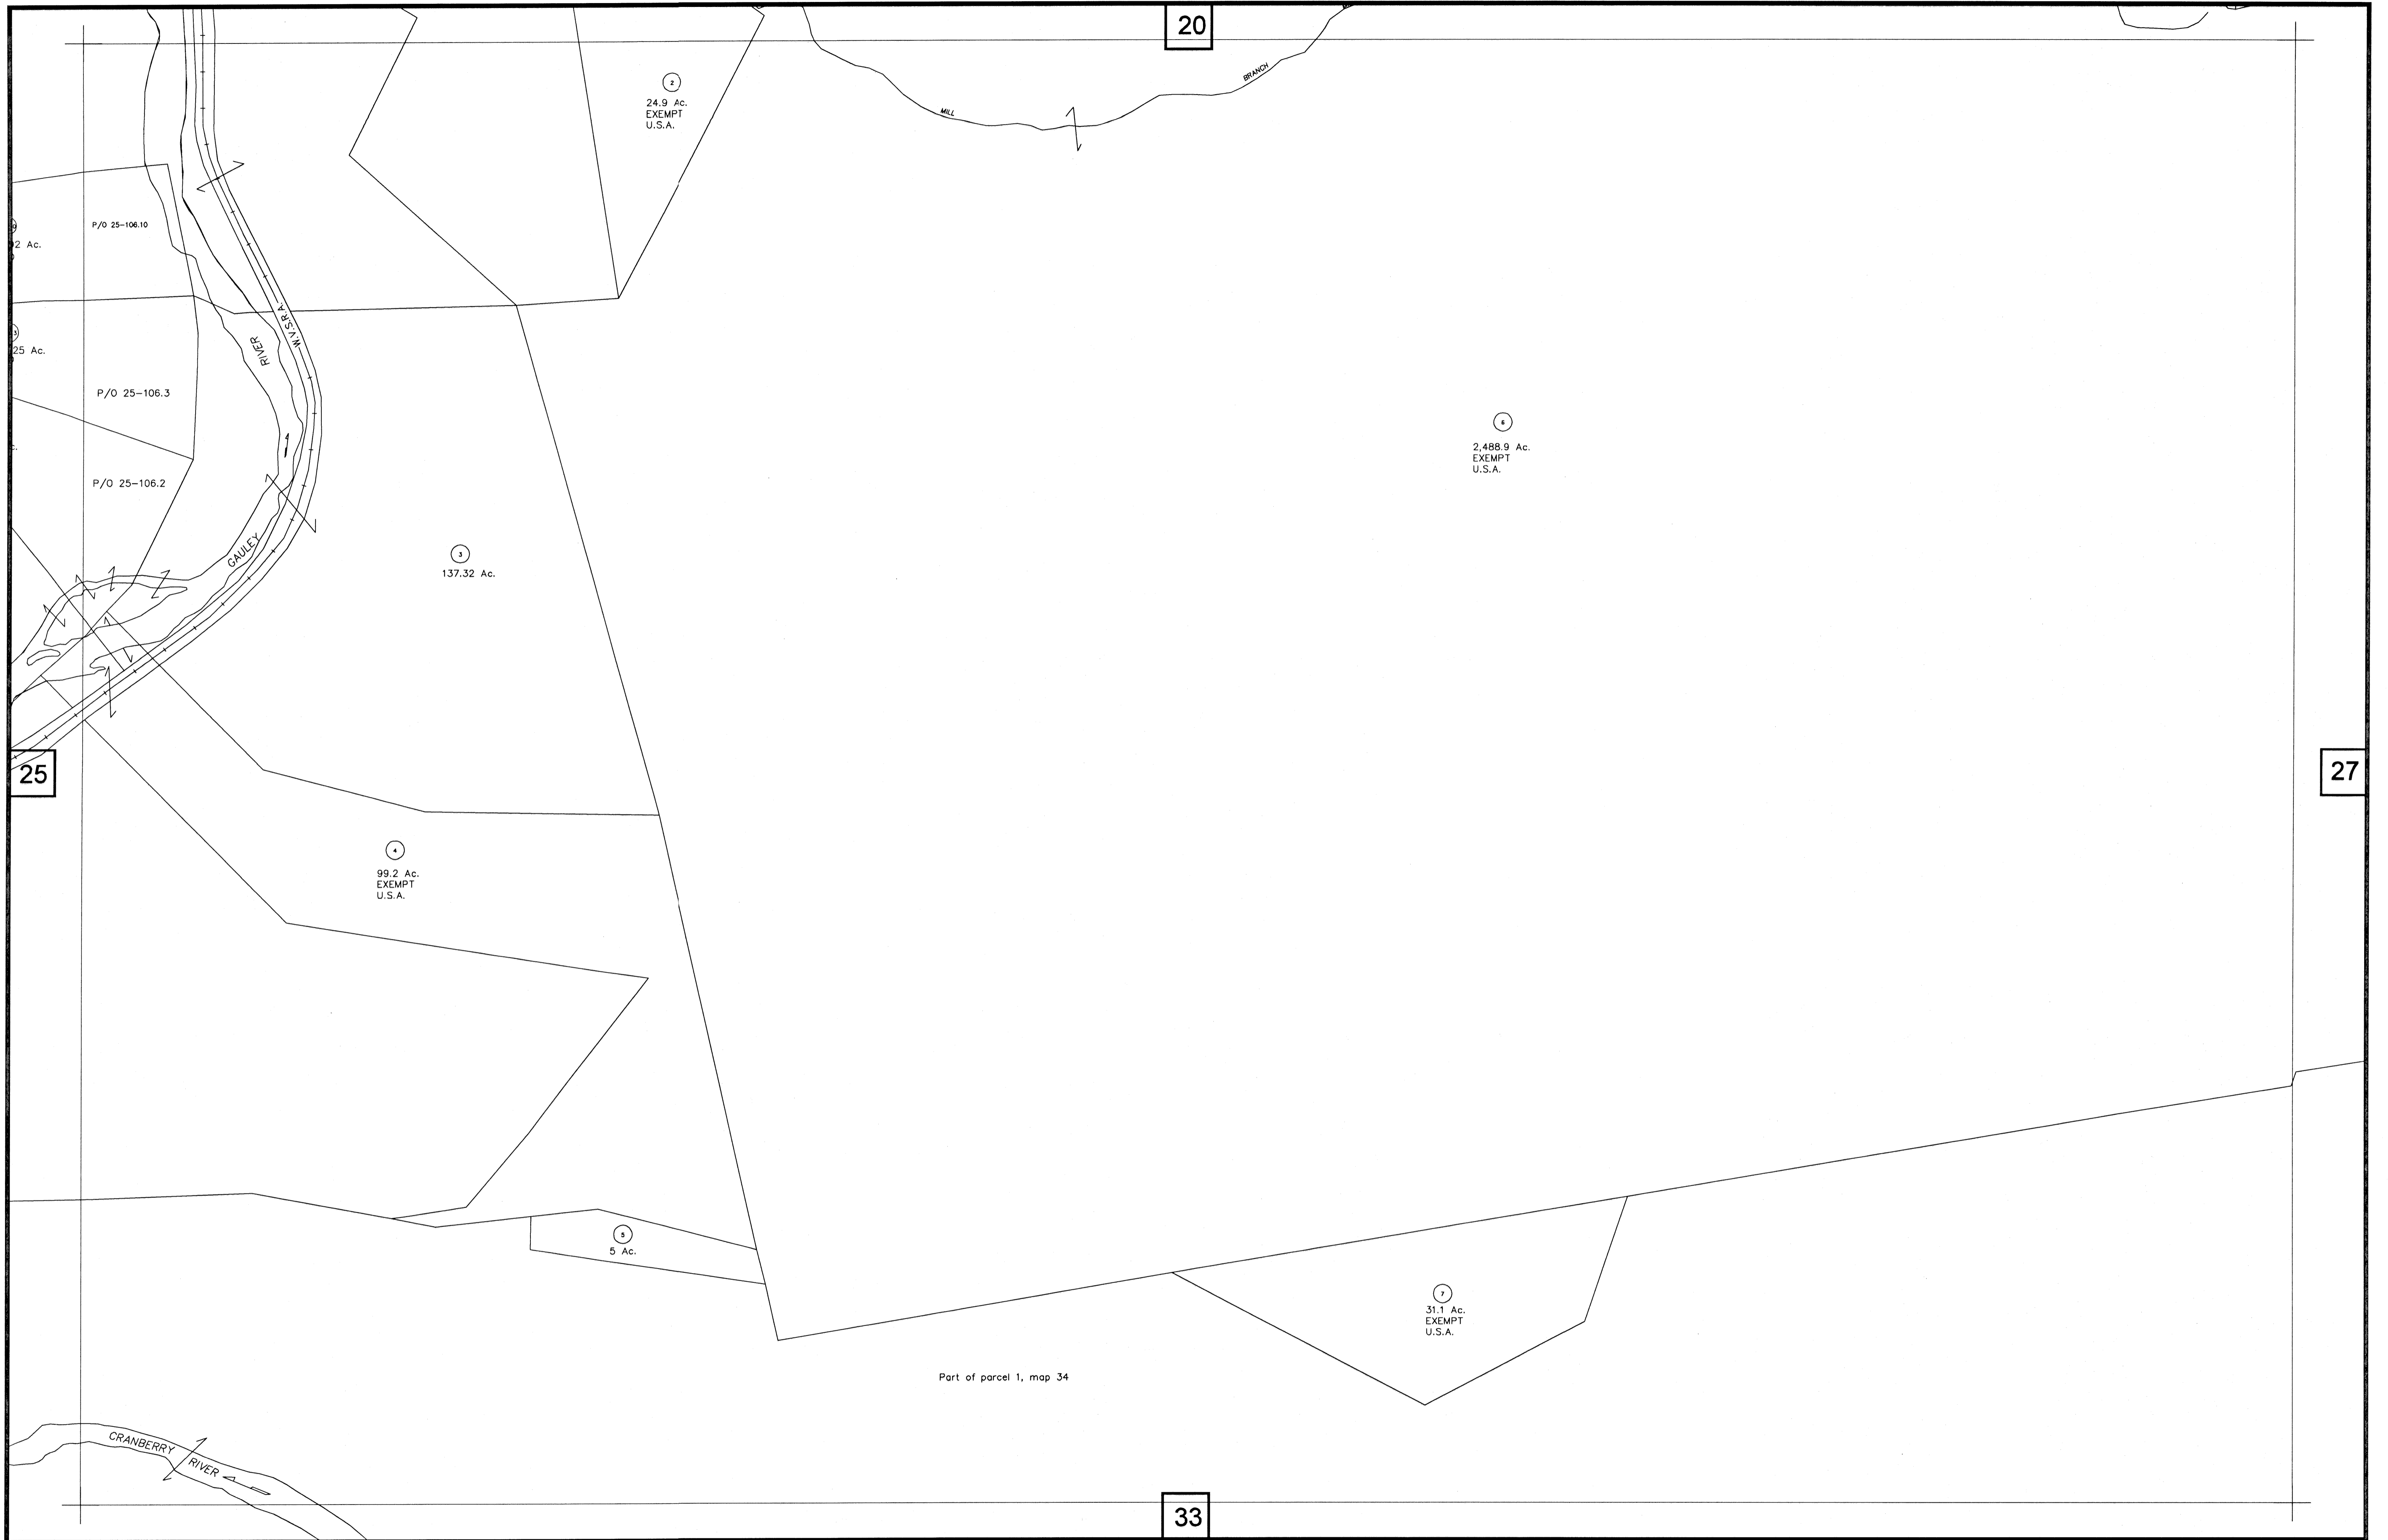 20
2
24.9 Ac.
EXEMPT
U.S.A.
MILL
BRANCH
P/O 25-106.10
2 Ac.
W.V.S.R.A.
RIVER
3
25 Ac.
P/O 25-106.3
6
2,488.9 Ac.
EXEMPT
U.S.A.
P/O 25-106.2
GAULEY
3
137.32 Ac.
25
27
4
99.2 Ac.
EXEMPT
U.S.A.
5
5 Ac.
7
31.1 Ac.
EXEMPT
U.S.A.
Part of parcel 1, map 34
CRANBERRY
RIVER
33